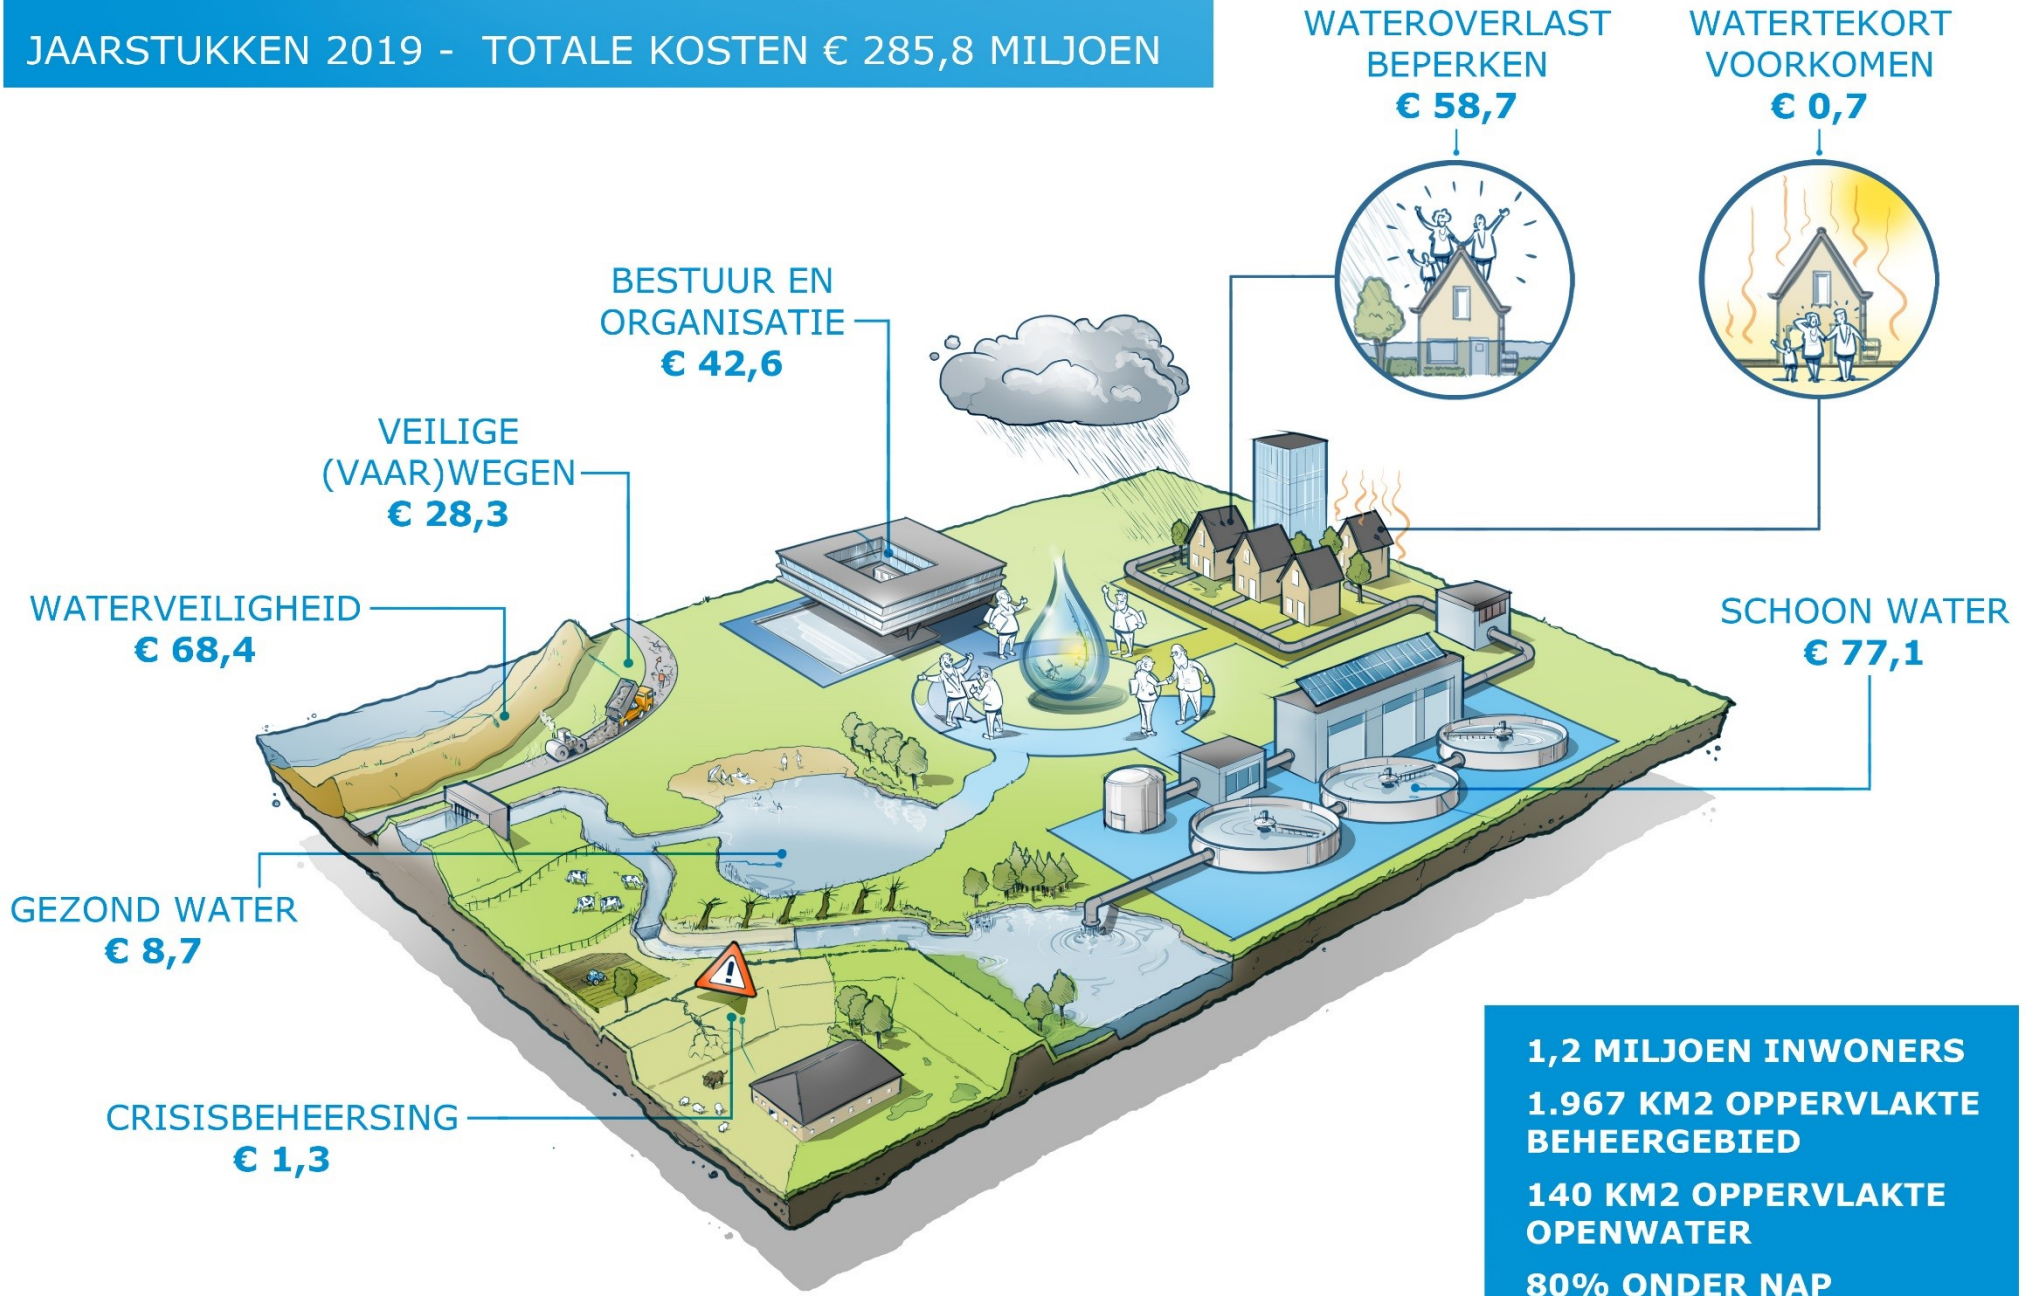 JAARSTUKKEN 2019 - TOTALE KOSTEN € 285,8 MILJOEN
WATEROVERLAST
BEPERKEN
€ 58,7
WATERTEKORT
VOORKOMEN
€ 0,7
BESTUUR EN
ORGANISATIE
€ 42,6
VEILIGE
(VAAR)WEGEN
€ 28,3
WATERVEILIGHEID
€ 68,4
SCHOON WATER
€ 77,1
GEZOND WATER
€ 8,7
CRISISBEHEERSING
€ 1,3
1,2 MILJOEN INWONERS
1.967 KM2 OPPERVLAKTE
BEHEERGEBIED
140 KM2 OPPERVLAKTE
OPENWATER
80% ONDER NAP